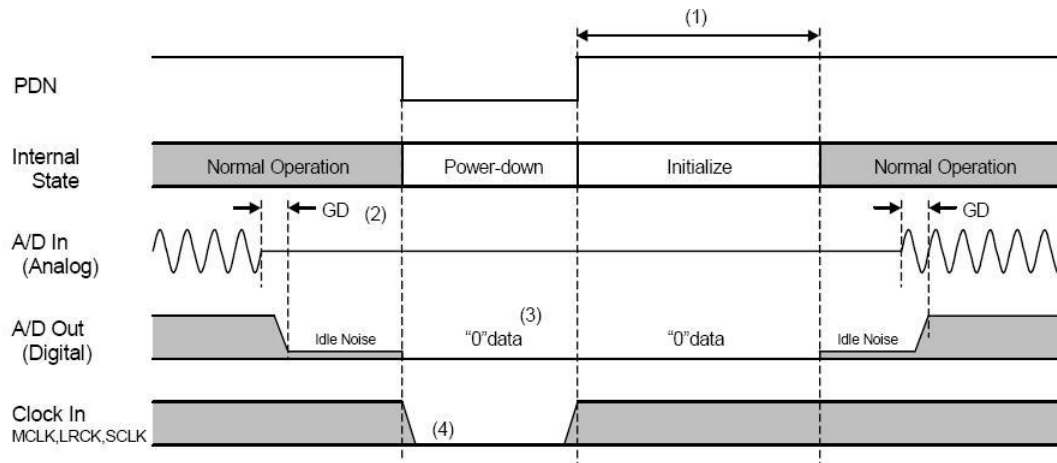 (1)
PDN
Internal
State
Normal Operation
Power-down
Initialize
Normal Operation
GD
(2)
GD
A/D In
(Analog)
A/D Out
(Digital)
Idle Noise
“0”data
(3)
“0”data
Idle Noise
Clock In
MCLK,LRCK,SCLK
(4)